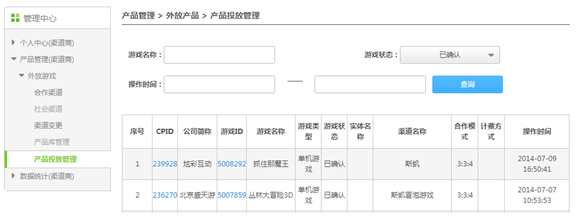 管理中心
个人中心(渠道商)
产品管理(渠道商)
外放游戏
合作渠道
社会渠道
渠道变更
产品库管理
产品投放管理
数据统计(渠道商)
产品管理 > 外放产品 > 产品投放管理
游戏名称：
游戏状态： 已确认
操作时间： —— 查询
序号 CPID 公司简称 游戏ID 游戏名称 游戏类型 游戏状态 实体名称 渠道名称 合作模式 计费方式 操作时间
1 239928 炫彩互动 5008292 抓住那魔王 单机游戏 已确认 斯凱 3:3:4 2014-07-09 16:50:41
2 236270 北京盛天游 5007859 丛林大冒险3D 单机游戏 已确认 斯凱冒泡游戏 3:3:4 2014-07-07 10:53:53